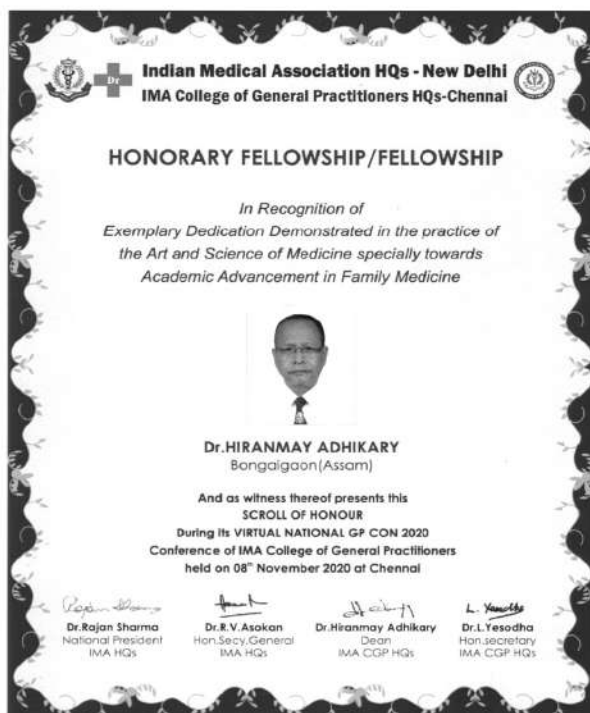 Dr
Indian Medical Association HQs - New Delhi
IMA College of General Practitioners HQs-Chennai
HONORARY FELLOWSHIP/FELLOWSHIP
In Recognition of
Exemplary Dedication Demonstrated in the practice of
the Art and Science of Medicine specially towards
Academic Advancement in Family Medicine
Dr.HIRANMAY ADHIKARY
Bongaigaon(Assam)
And as witness thereof presents this
SCROLL OF HONOUR
During its VIRTUAL NATIONAL GP CON 2020
Conference of IMA College of General Practitioners
held on 08th November 2020 at Chennai
Rajan Sharma
L. Yesodha
Dr.Rajan Sharma Dr.R.V.Asokan Dr.Hiranmay Adhikary Dr.L.Yesodha
National President Hon.Secy.General Dean Hon.secretary
IMA HQs IMA HQs IMA CGP HQs IMA CGP HQs